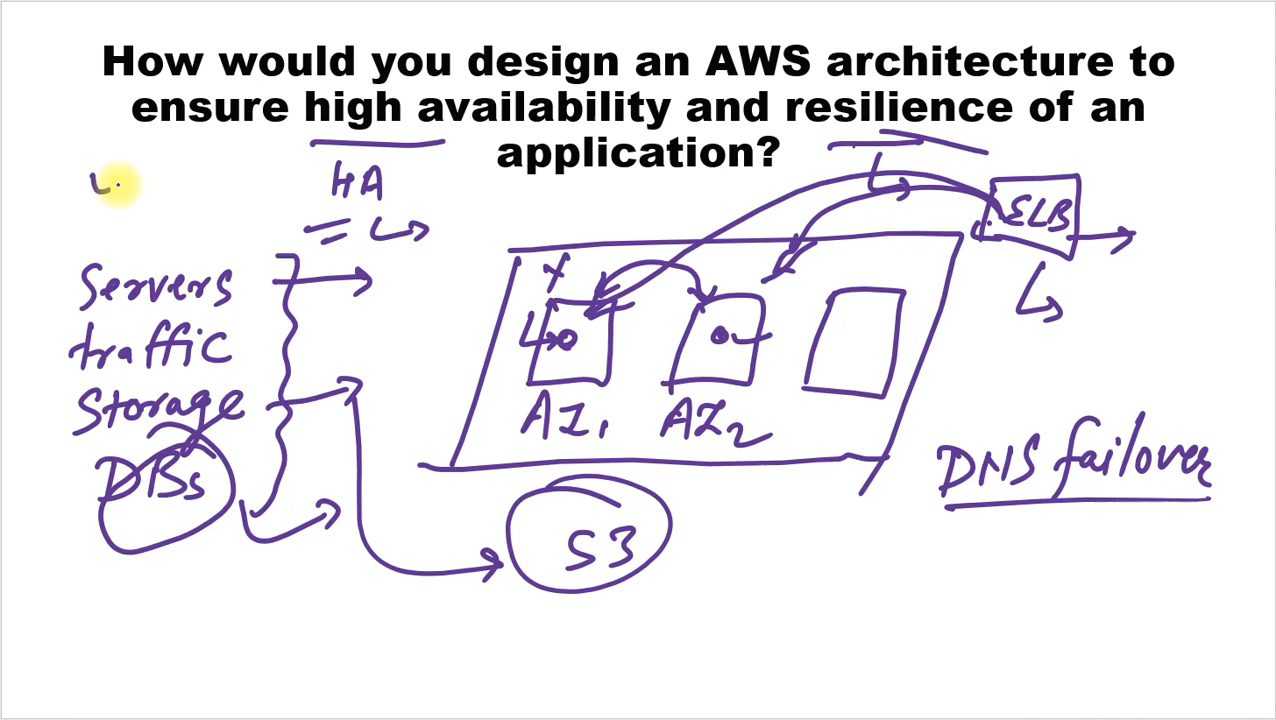 How would you design an AWS architecture to
ensure high availability and resilience of an
application?
HA
ELB
Servers
traffic
Storage
DBs
AZ1
AZ2
DNS failover
S3